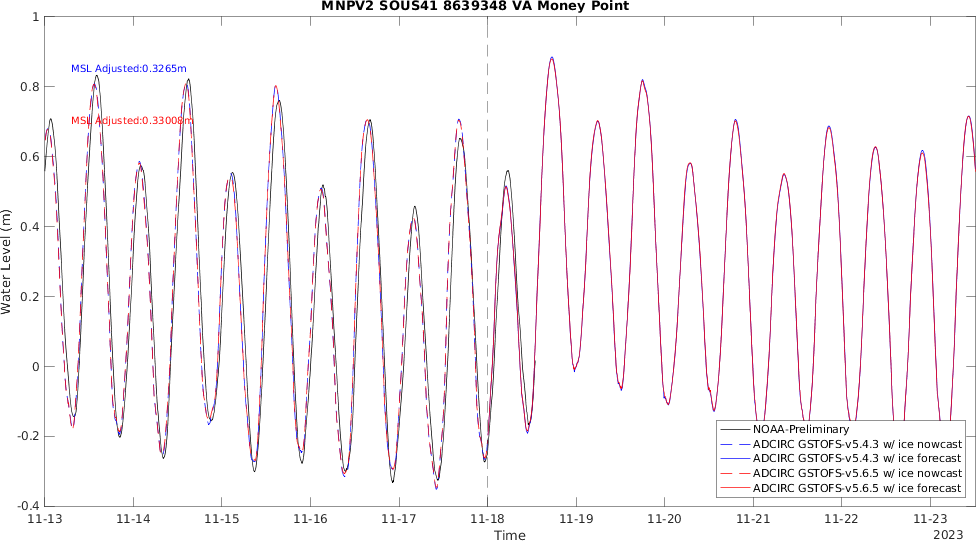 MNPV2 SOUS41 8639348 VA Money Point
1
0.8
0.6
0.4
0.2
0
-0.2
-0.4
Water Level (m)
MSL Adjusted:0.3265m
MSL Adjusted:0.33008m
NOAA-Preliminary
ADCIRC GSTOFS-v5.4.3 w/ ice nowcast
ADCIRC GSTOFS-v5.4.3 w/ ice forecast
ADCIRC GSTOFS-v5.6.5 w/ ice nowcast
ADCIRC GSTOFS-v5.6.5 w/ ice forecast
11-13 11-14 11-15 11-16 11-17 11-18 11-19 11-20 11-21 11-22 11-23
Time
2023